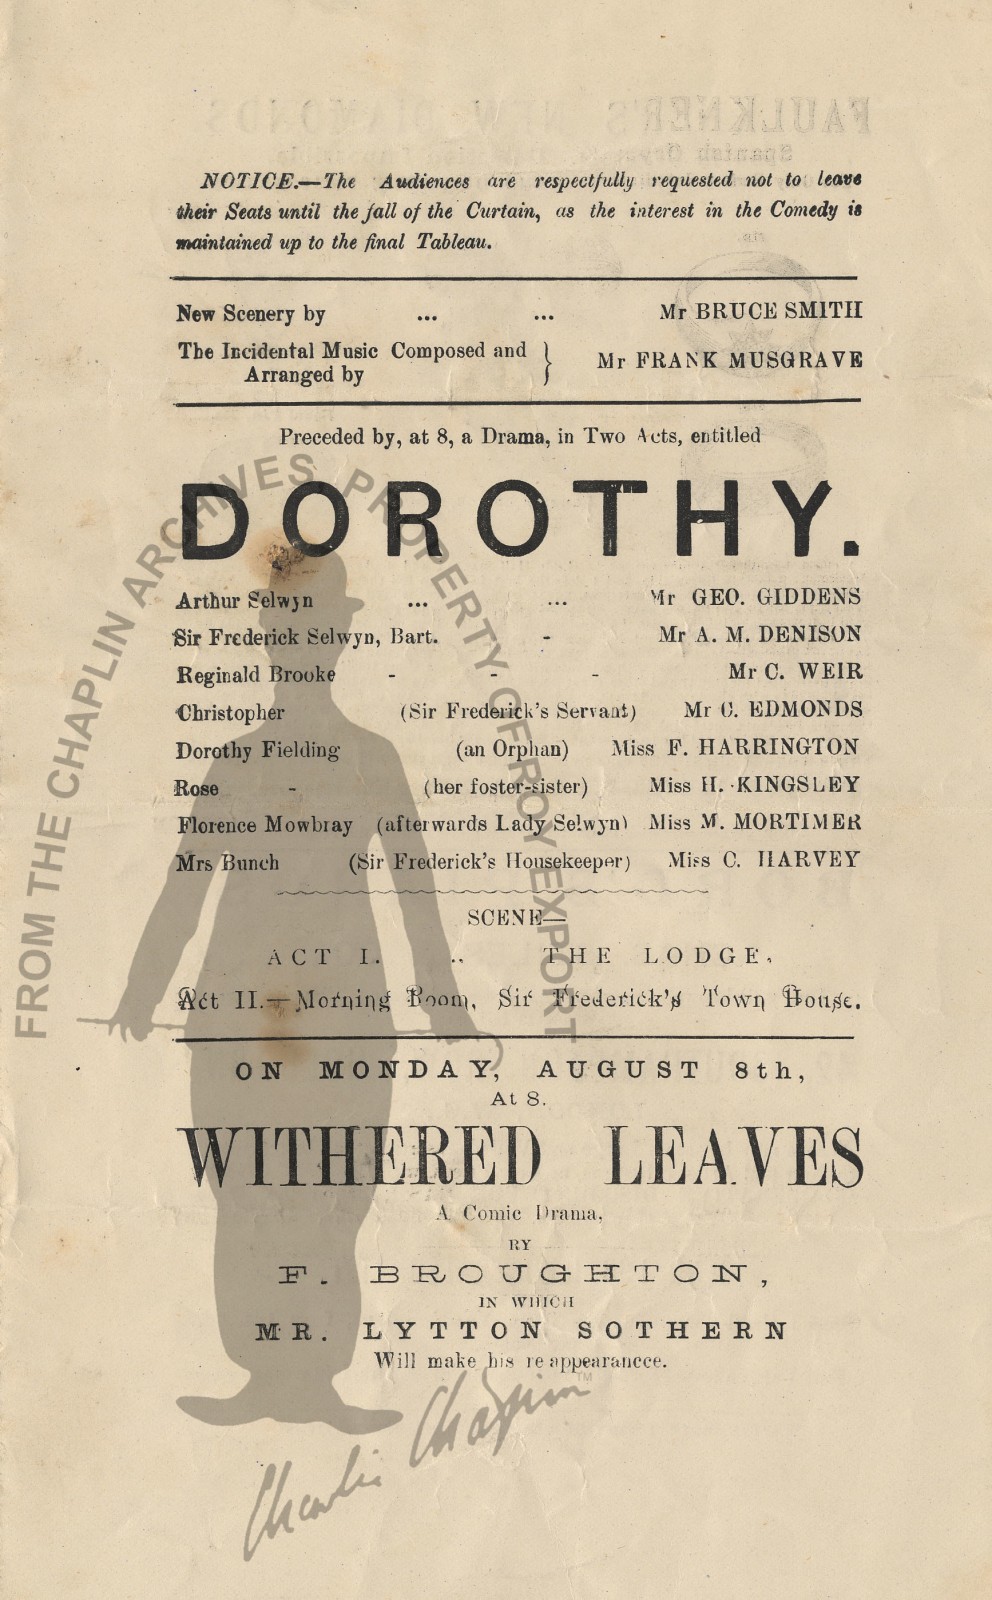 FAULKNER'S NEW DIAMONDS
NOTICE.—The Audiences are respectfully requested not to leave
their Seats until the fall of the Curtain, as the interest in the Comedy is
maintained up to the final Tableau.
New Scenery by ... ... Mr BRUCE SMITH
The Incidental Music Composed and
Arranged by } Mr FRANK MUSGRAVE
Preceded by, at 8, a Drama, in Two Acts, entitled
DOROTHY.
Arthur Selwyn ... ... Mr GEO. GIDDENS
Sir Frederick Selwyn, Bart. - Mr A. M. DENISON
Reginald Brooke - - - Mr C. WEIR
Christopher (Sir Frederick's Servant) Mr C. EDMONDS
Dorothy Fielding (an Orphan) Miss F. HARRINGTON
Rose - (her foster-sister) Miss H. KINGSLEY
Florence Mowbray (afterwards Lady Selwyn) Miss M. MORTIMER
Mrs Bunch (Sir Frederick's Housekeeper) Miss C. HARVEY
SCENE—
ACT I. .. THE LODGE,
Act II.—Morning Room, Sir Frederick's Town House.
ON MONDAY, AUGUST 8th,
At 8.
WITHERED LEAVES
A Comic Drama,
BY
F. BROUGHTON,
IN WHICH
MR. LYTTON SOTHERN
Will make his re appearancce.
FROM THE CHAPLIN ARCHIVES PROPERTY OF ROY EXPORT
Charlie Chaplin™